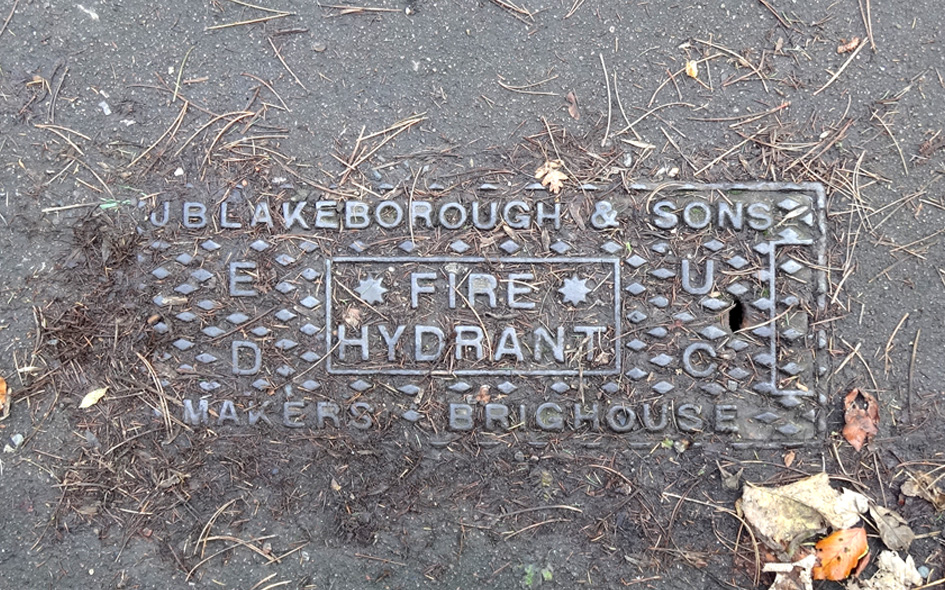 J BLAKEBOROUGH & SONS
E FIRE U
D HYDRANT C
MAKERS BRIGHOUSE